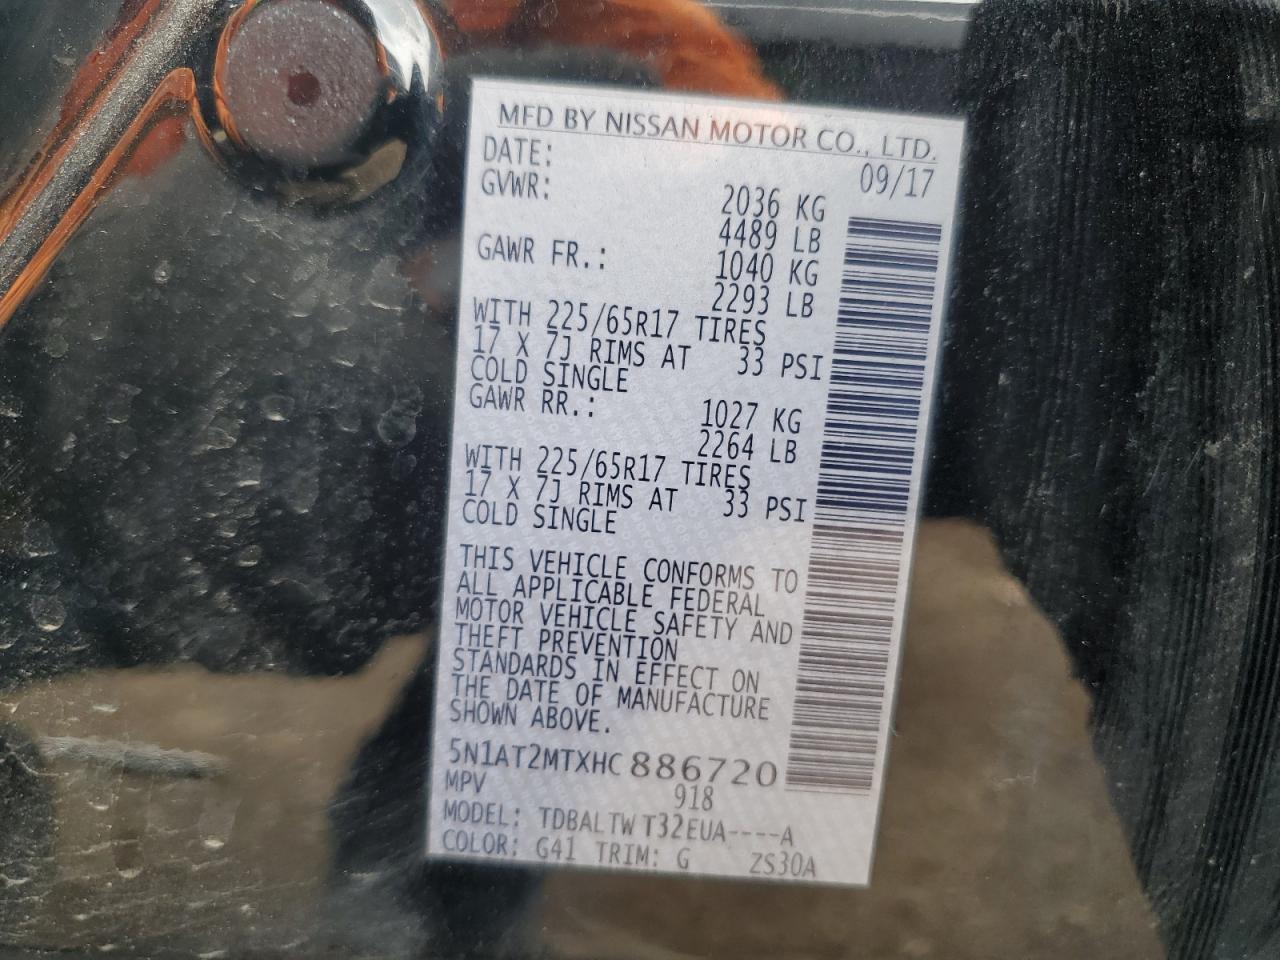 MFD BY NISSAN MOTOR CO., LTD.
DATE: 09/17
GVWR: 2036 KG
4489 LB
GAWR FR.: 1040 KG
2293 LB
WITH 225/65R17 TIRES
17 X 7J RIMS AT 33 PSI
COLD SINGLE
GAWR RR.: 1027 KG
2264 LB
WITH 225/65R17 TIRES
17 X 7J RIMS AT 33 PSI
COLD SINGLE
THIS VEHICLE CONFORMS TO
ALL APPLICABLE FEDERAL
MOTOR VEHICLE SAFETY AND
THEFT PREVENTION
STANDARDS IN EFFECT ON
THE DATE OF MANUFACTURE
SHOWN ABOVE.
5N1AT2MTXHC886720
MPV 918
MODEL: TDBALTW T32EUA----A
COLOR: G41 TRIM: G ZS30A